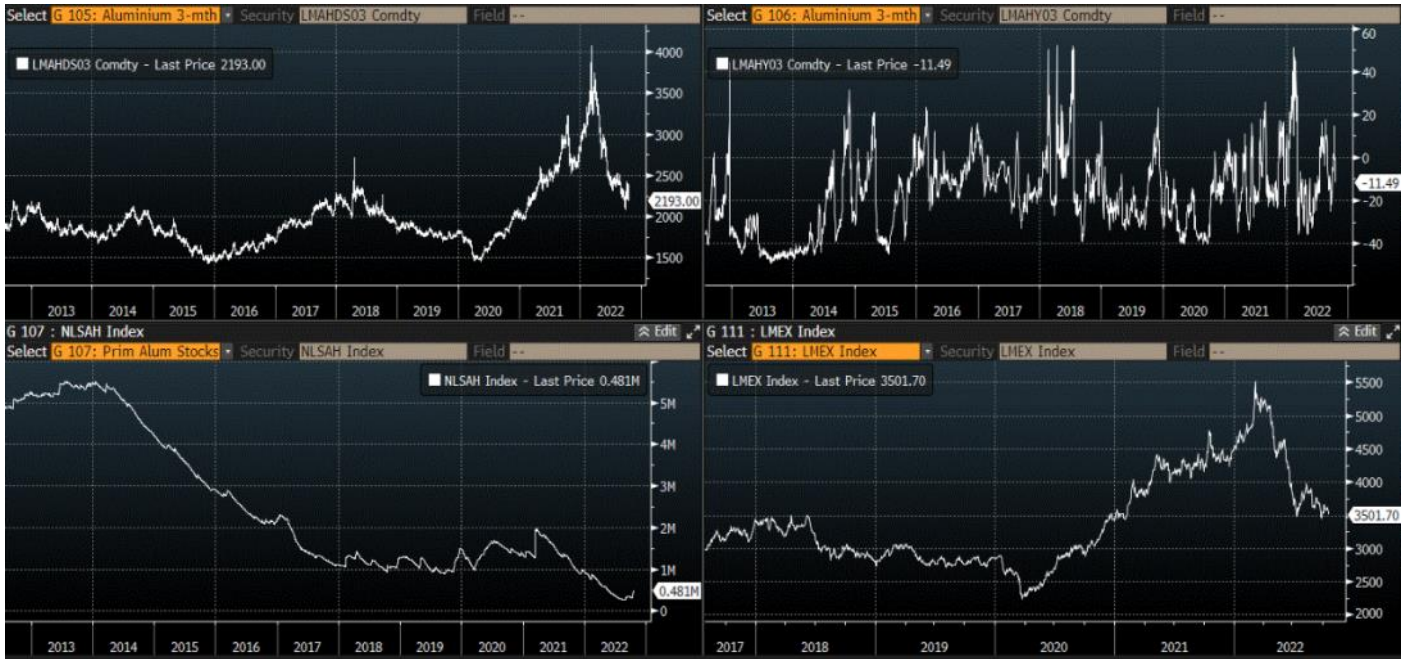 Select G 105: Aluminium 3-mth Security LMAHDS03 Comdty Field --
LMAHDS03 Comdty - Last Price 2193.00
4000
3500
3000
2500
2193.00
2000
1500
2013 2014 2015 2016 2017 2018 2019 2020 2021 2022
Select G 106: Aluminium 3-mth Security LMAHY03 Comdty Field --
LMAHY03 Comdty - Last Price -11.49
60
40
20
0
-11.49
-20
-40
2013 2014 2015 2016 2017 2018 2019 2020 2021 2022
G 107 : NLSAH Index Edit
Select G 107: Prim Alum Stocks Security NLSAH Index Field --
NLSAH Index - Last Price 0.481M
5M
4M
3M
2M
1M
0.481M
0
2013 2014 2015 2016 2017 2018 2019 2020 2021 2022
G 111 : LMEX Index Edit
Select G 111: LMEX Index Security LMEX Index Field --
LMEX Index - Last Price 3501.70
5500
5000
4500
4000
3501.70
3000
2500
2000
2017 2018 2019 2020 2021 2022